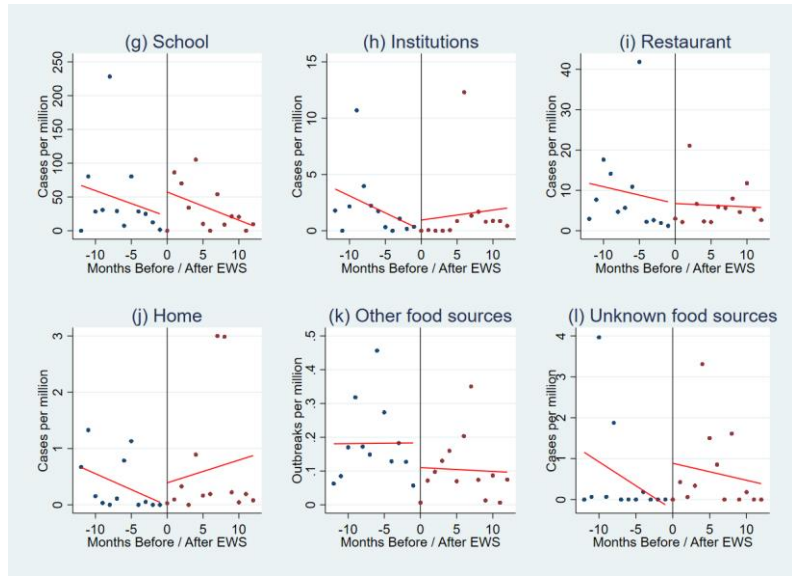 (g) School
(h) Institutions
(i) Restaurant
Cases per million
0 50 100 150 200 250
Cases per million
0 5 10 15
Cases per million
0 10 20 30 40
-10 -5 0 5 10
Months Before / After EWS
-10 -5 0 5 10
Months Before / After EWS
-10 -5 0 5 10
Months Before / After EWS
(j) Home
(k) Other food sources
(l) Unknown food sources
Cases per million
0 1 2 3
Outbreaks per million
0 .1 .2 .3 .4 .5
Cases per million
0 1 2 3 4
-10 -5 0 5 10
Months Before / After EWS
-10 -5 0 5 10
Months Before / After EWS
-10 -5 0 5 10
Months Before / After EWS